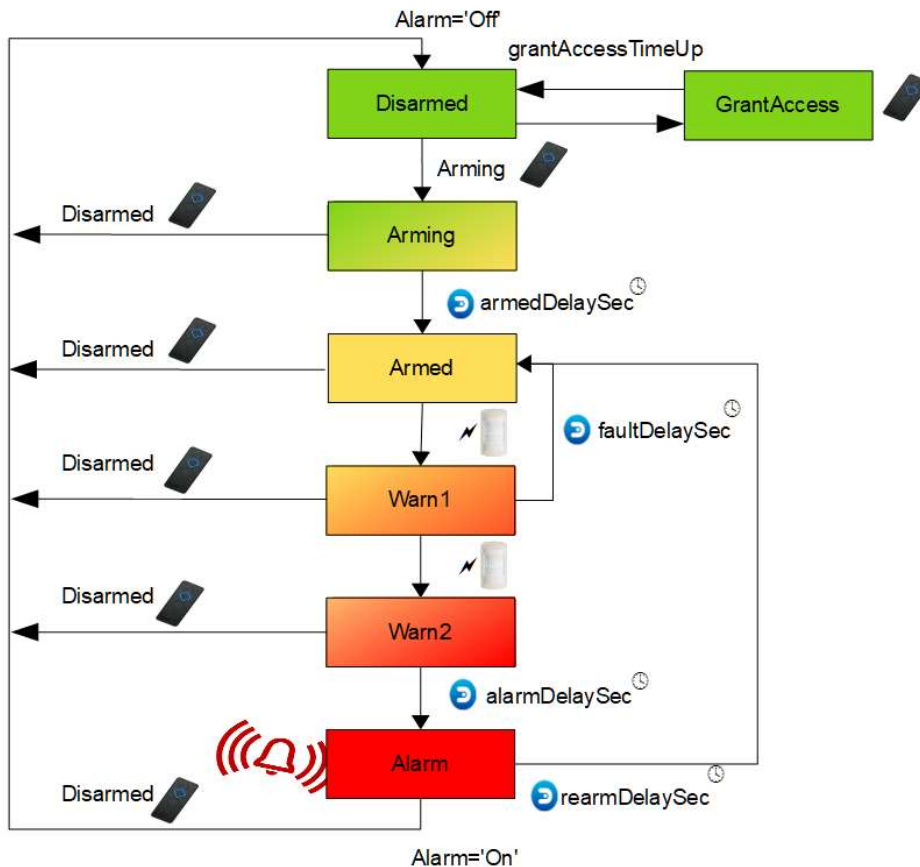 Alarm='Off'
grantAccessTimeUp
Disarmed
GrantAccess
Arming
Disarmed
Arming
armedDelaySec
Disarmed
Armed
faultDelaySec
Disarmed
Warn1
Disarmed
Warn2
alarmDelaySec
Alarm
Disarmed
rearmDelaySec
Alarm='On'